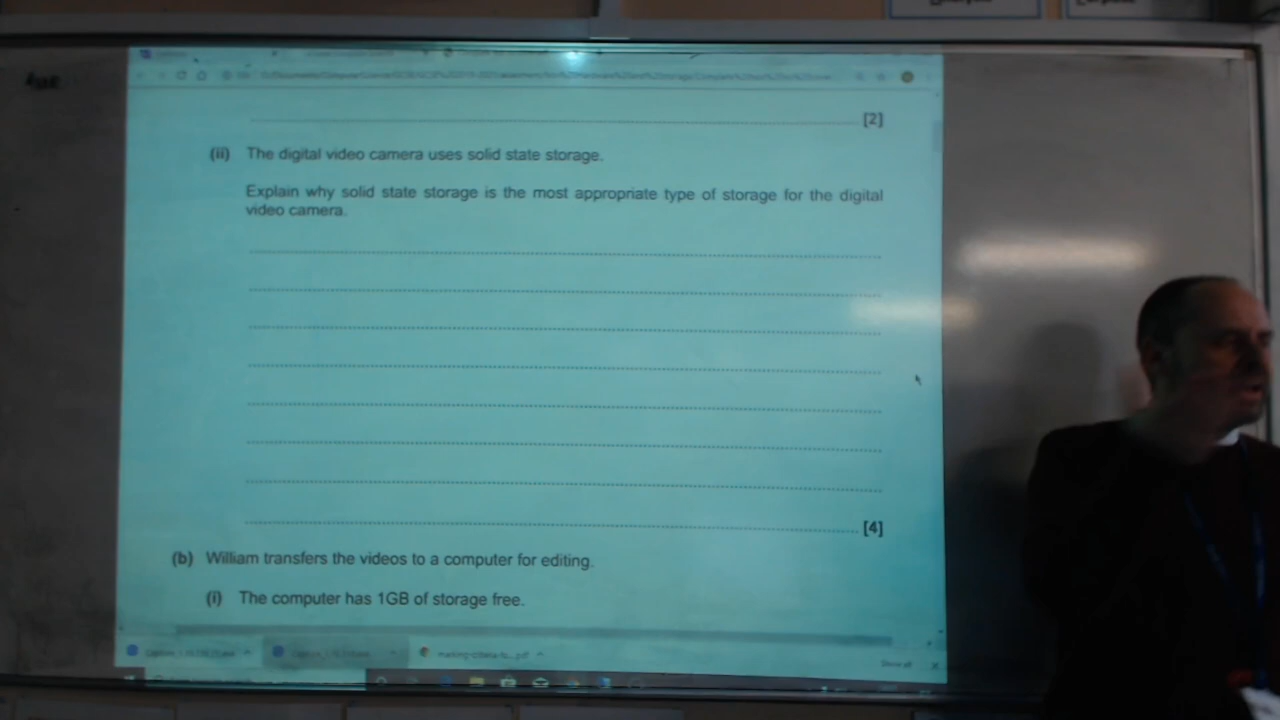 [2]
(ii) The digital video camera uses solid state storage.
Explain why solid state storage is the most appropriate type of storage for the digital
video camera.
[4]
(b) William transfers the videos to a computer for editing.
(i) The computer has 1GB of storage free.
Show all